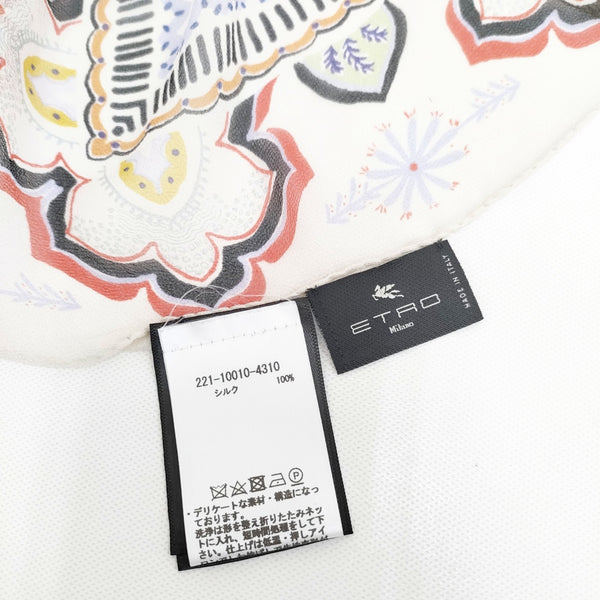 221-10010-4310
シルク 100%
P
・デリケートな素材・構造になっ
ております。
洗浄は形を整え折りたたみネッ
トに入れ、短時間処理をして下
さい。仕上げは低温・押しアイ
ETRO
Milano
MADE IN ITALY